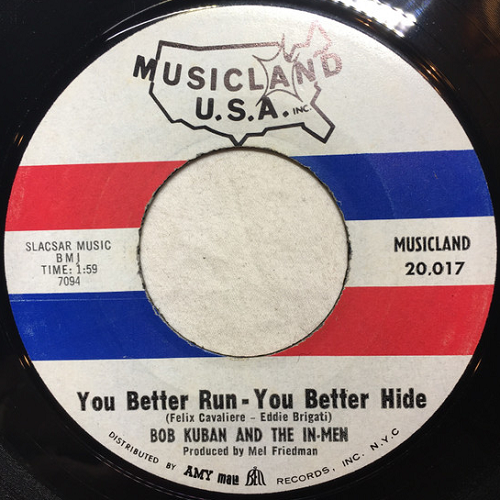 MUSICLAND
U.S.A. INC.
SLACSAR MUSIC
BMI
TIME: 1:59
7094
MUSICLAND
20.017
You Better Run - You Better Hide
(Felix Cavaliere - Eddie Brigati)
BOB KUBAN AND THE IN-MEN
Produced by Mel Friedman
DISTRIBUTED BY AMY mala BELL RECORDS, INC. N.Y.C